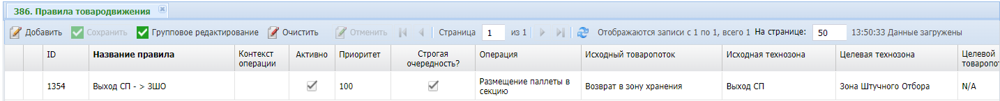 386. Правила товародвижения
Добавить Сохранить Групповое редактирование Очистить Отменить Страница 1 из 1 Отображаются записи с 1 по 1, всего 1 На странице: 50 13:50:33 Данные загружены
ID Название правила Контекст операции Активно Приоритет Строгая очередность? Операция Исходный товаропоток Исходная технозона Целевая технозона Целевой товаропот
1354 Выход СП - > ЗШО 100 Размещение паллеты в секцию Возврат в зону хранения Выход СП Зона Штучного Отбора N/A